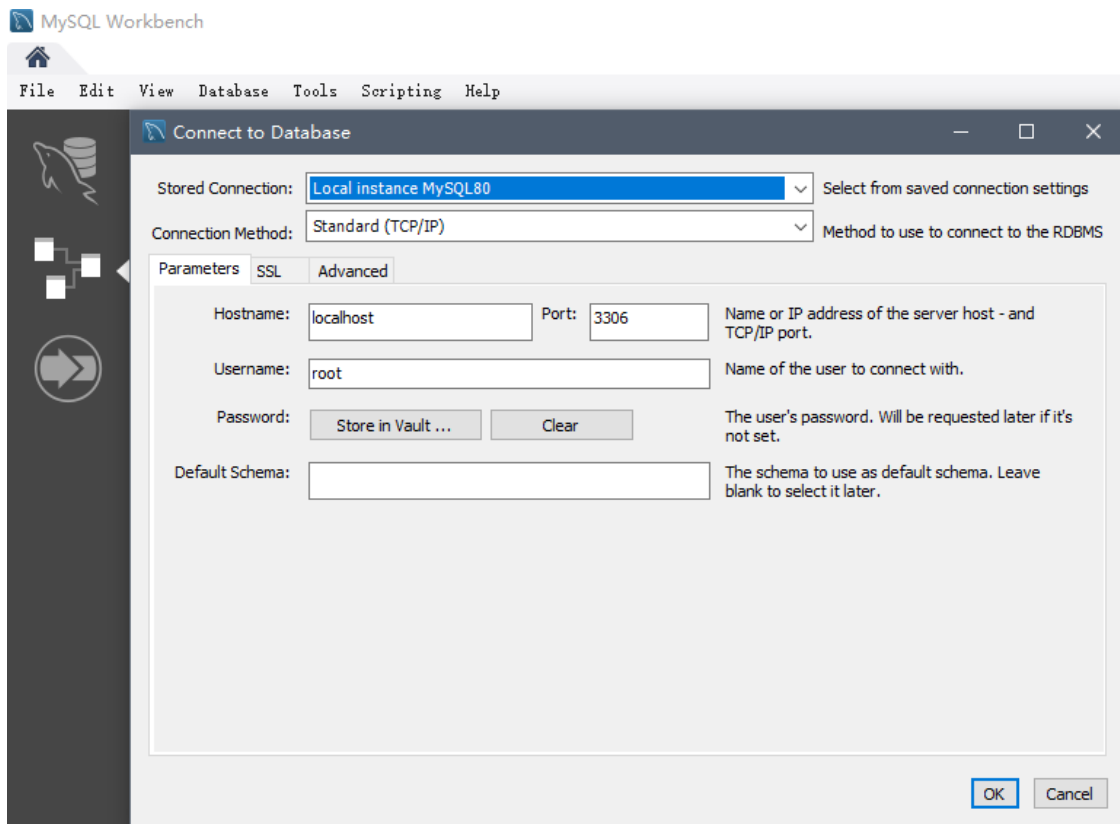 MySQL Workbench
File Edit View Database Tools Scripting Help
Connect to Database
Stored Connection: Local instance MySQL80 Select from saved connection settings
Connection Method: Standard (TCP/IP) Method to use to connect to the RDBMS
Parameters SSL Advanced
Hostname: localhost Port: 3306 Name or IP address of the server host - and
TCP/IP port.
Username: root Name of the user to connect with.
Password: Store in Vault ... Clear The user's password. Will be requested later if it's
not set.
Default Schema: The schema to use as default schema. Leave
blank to select it later.
OK Cancel